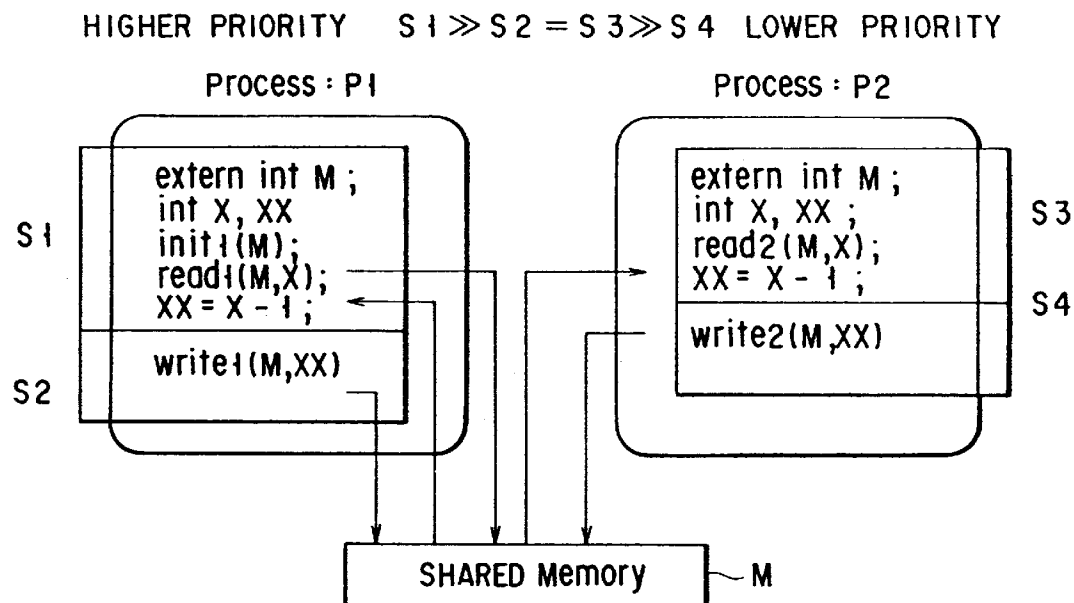 HIGHER PRIORITY S1≫S2=S3≫S4 LOWER PRIORITY
Process : P1
Process : P2
S1
extern int M ;
int X, XX
init1(M);
read1(M,X);
XX = X - 1 ;
S2
write1(M,XX)
extern int M ;
int X, XX ;
read2(M,X);
XX = X - 1 ;
S3
S4
write2(M,XX)
SHARED Memory
M